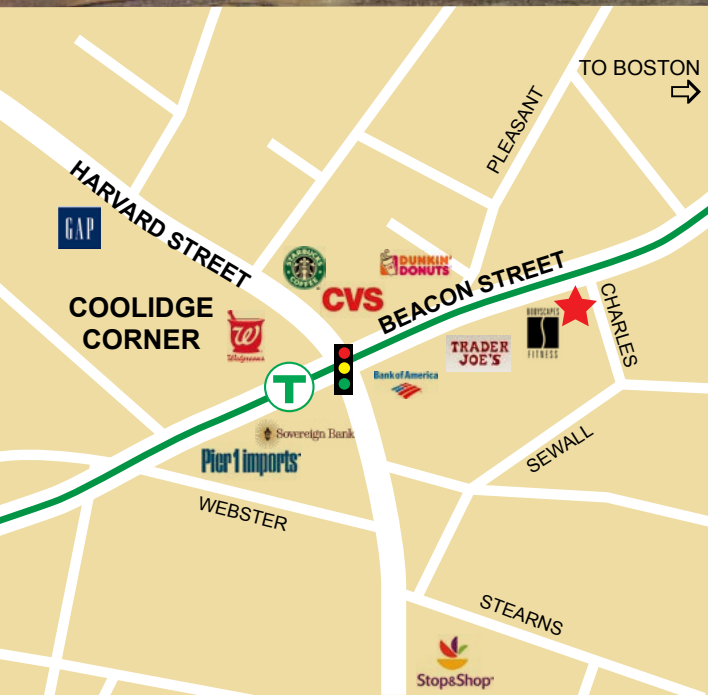 TO BOSTON
PLEASANT
HARVARD STREET
GAP
STARBUCKS
COFFEE
DUNKIN'
DONUTS
CVS
BEACON STREET
COOLIDGE
CORNER
W
Walgreens
TRADER
JOE'S
BODYSCAPES
FITNESS
CHARLES
Bank of America
T
Sovereign Bank
Pier 1 imports
SEWALL
WEBSTER
STEARNS
Stop&Shop